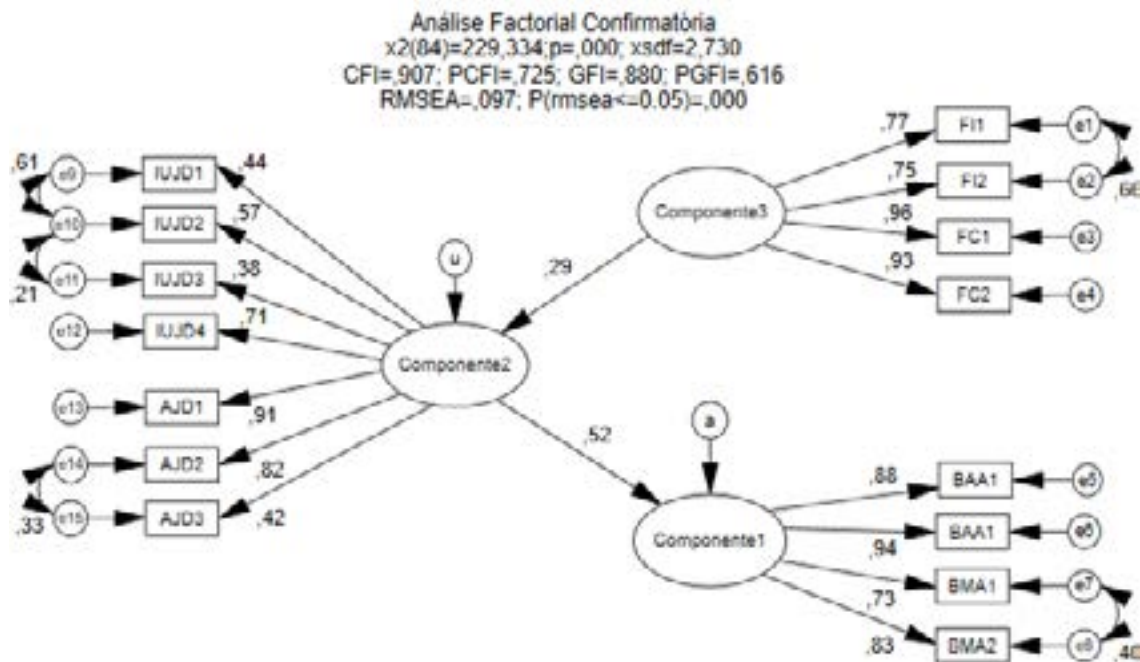 Análise Factorial Confirmatória
x2(84)=229,334;p=,000; xsdf=2,730
CFI=,907; PCFI=,725; GFI=,880; PGFI=,616
RMSEA=,097; P(rmsea<=0.05)=,000
,61
e9
IUJD1
,44
e10
IUJD2
,57
e11
IUJD3
,38
,21
e12
IUJD4
,71
e13
AJD1
,91
e14
AJD2
,82
e15
AJD3
,42
,33
u
Componente2
,29
Componente3
,77
FI1
e1
,75
FI2
e2
,66
,96
FC1
e3
,93
FC2
e4
,52
a
Componente1
,88
BAA1
e5
,94
BAA1
e6
,73
BMA1
e7
,83
BMA2
e8